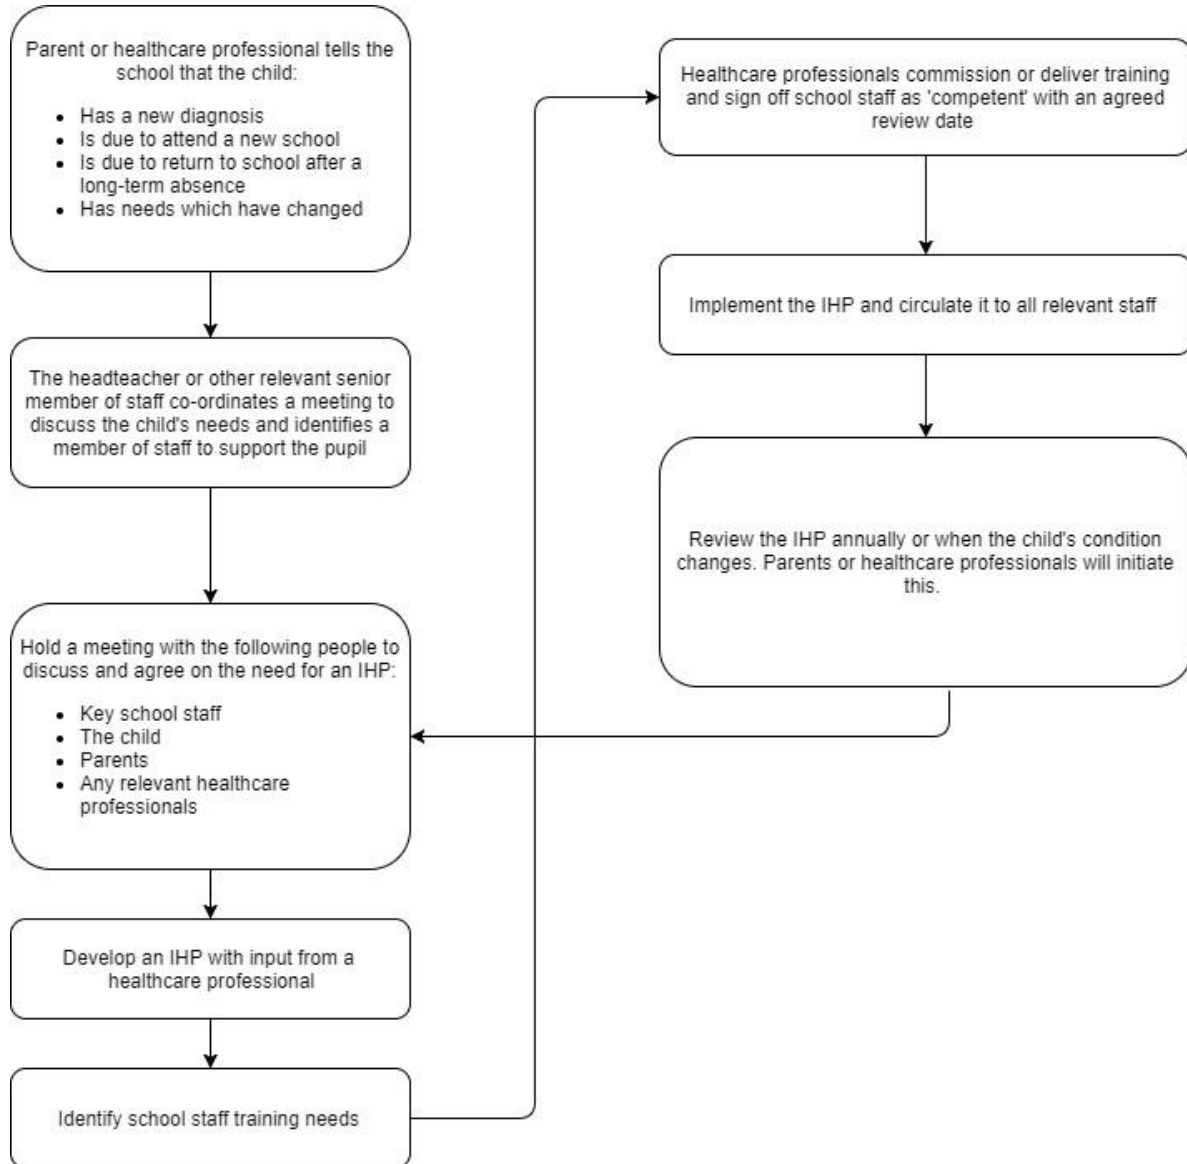 Parent or healthcare professional tells the
school that the child:
• Has a new diagnosis
• Is due to attend a new school
• Is due to return to school after a
long-term absence
• Has needs which have changed
The headteacher or other relevant senior
member of staff co-ordinates a meeting to
discuss the child's needs and identifies a
member of staff to support the pupil
Hold a meeting with the following people to
discuss and agree on the need for an IHP:
• Key school staff
• The child
• Parents
• Any relevant healthcare
professionals
Develop an IHP with input from a
healthcare professional
Identify school staff training needs
Healthcare professionals commission or deliver training
and sign off school staff as 'competent' with an agreed
review date
Implement the IHP and circulate it to all relevant staff
Review the IHP annually or when the child's condition
changes. Parents or healthcare professionals will initiate
this.